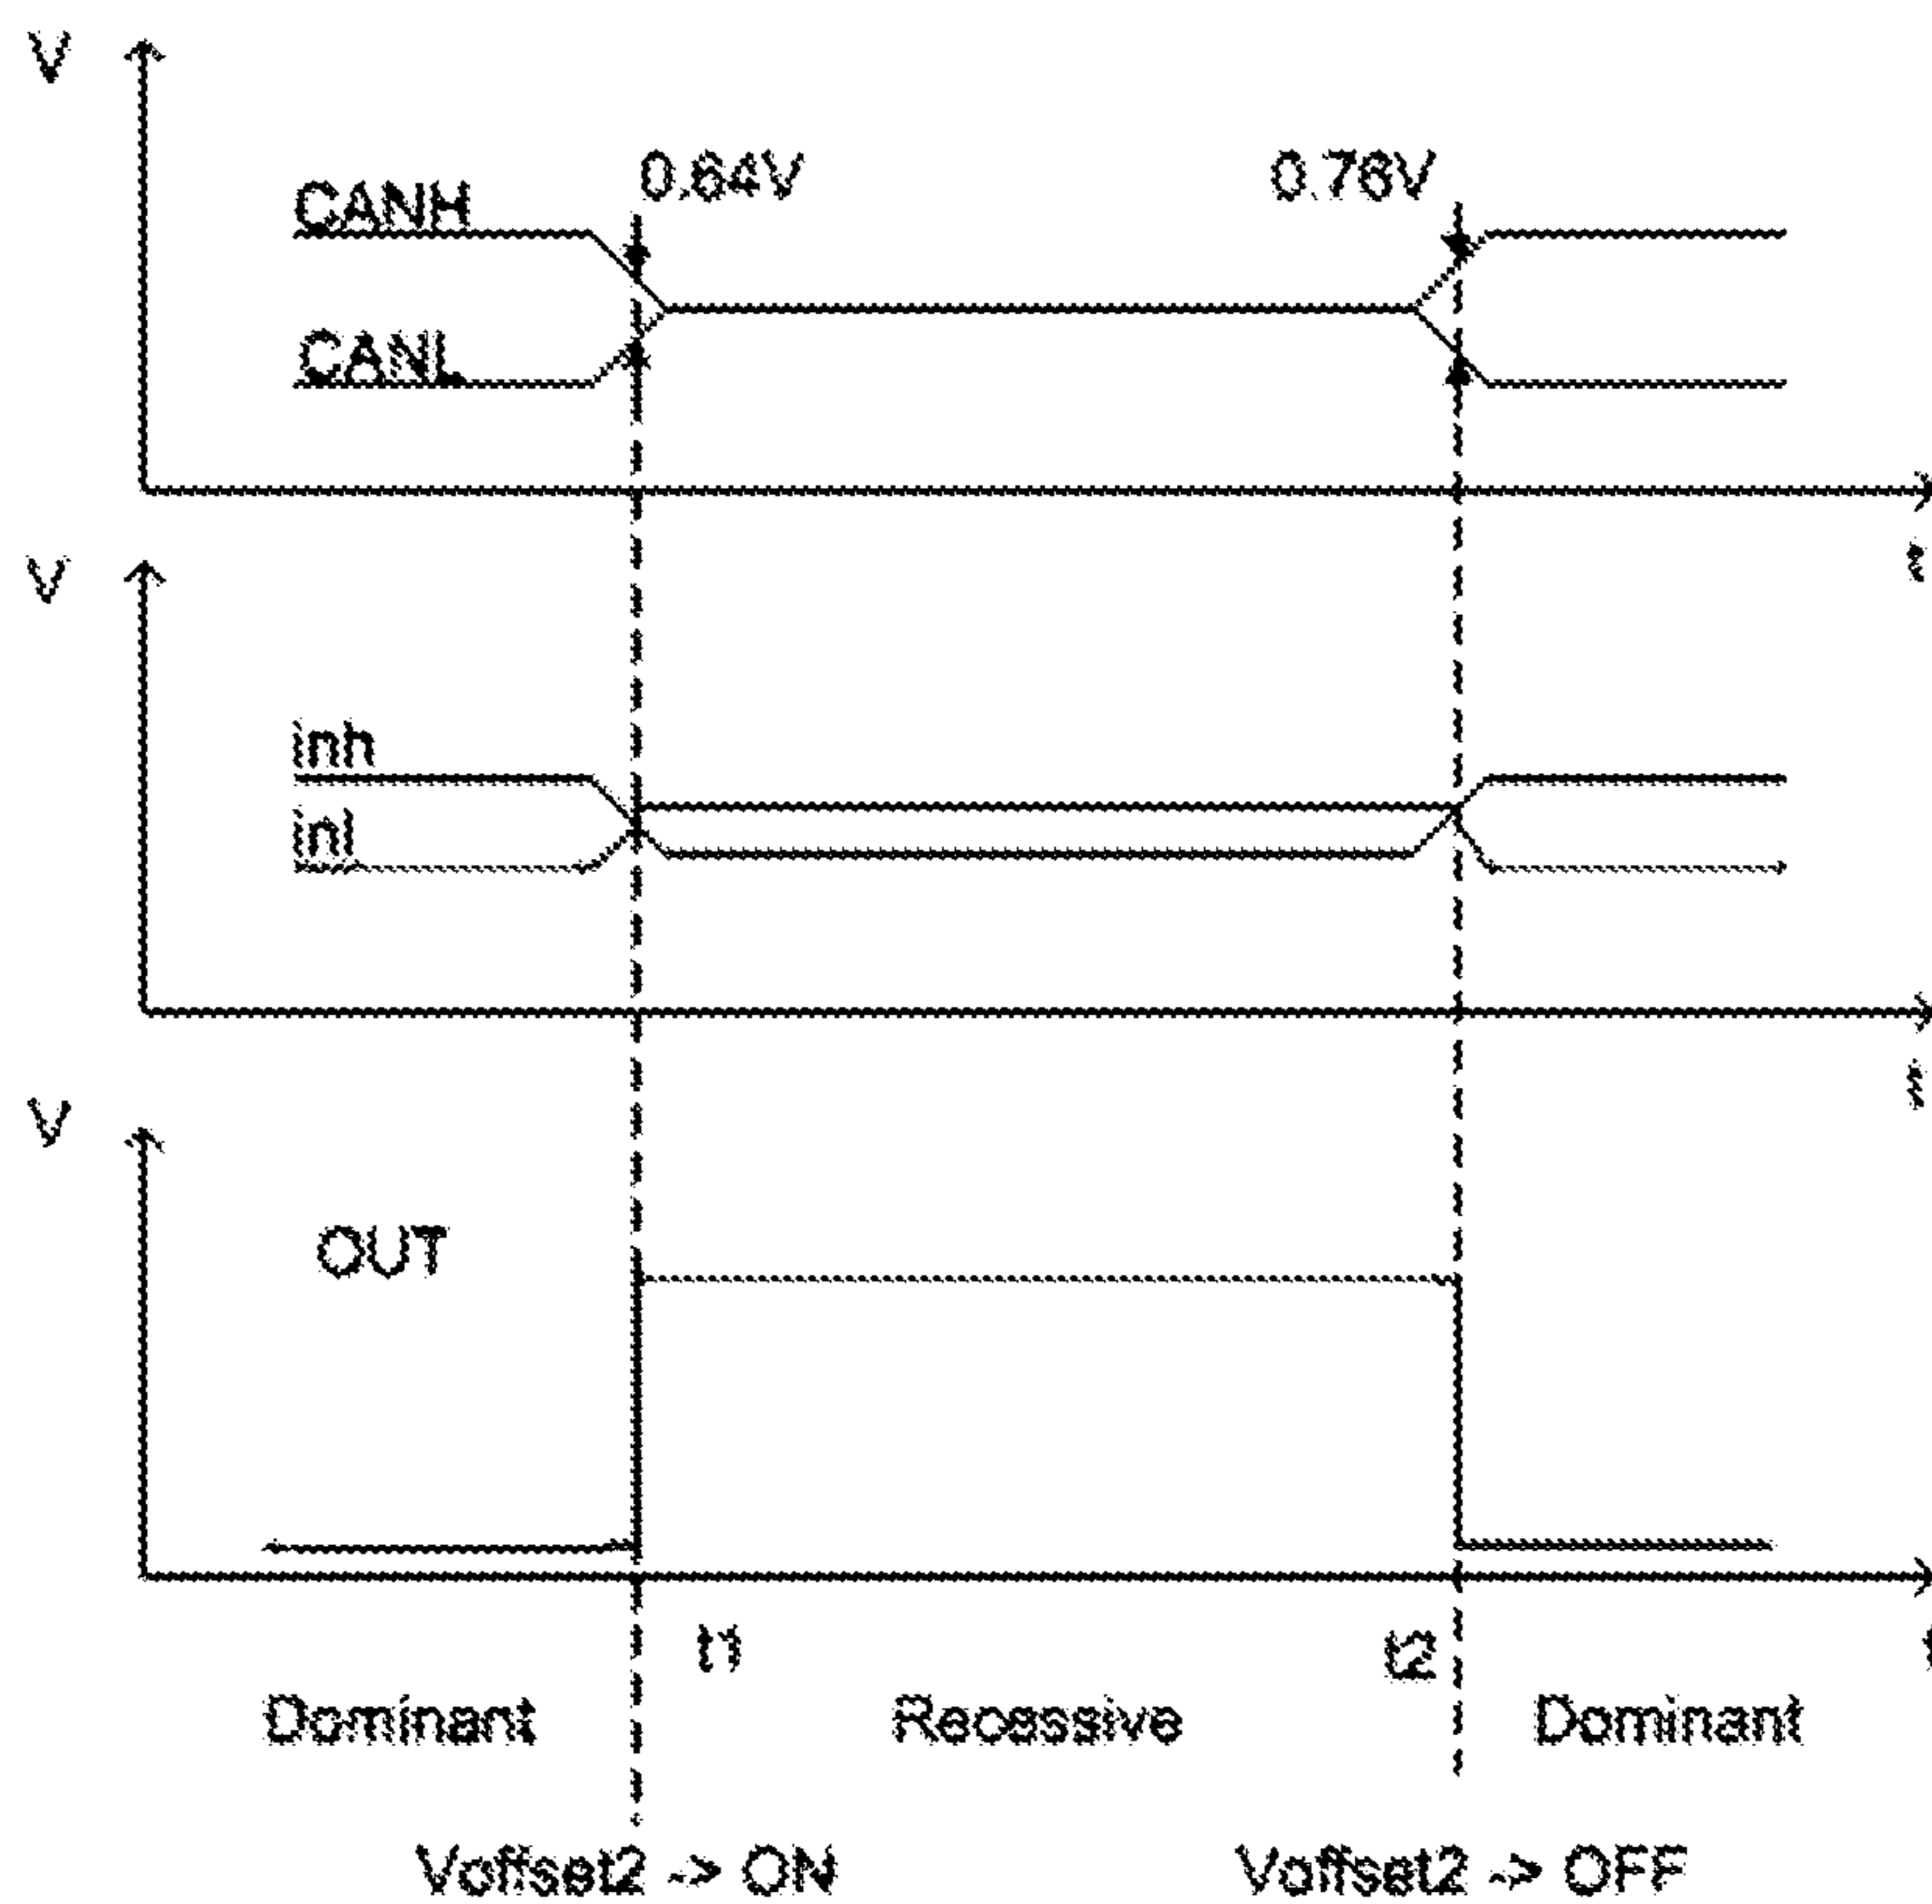 V
0.64V
0.76V
CANH
CANL
t
V
inh
inl
t
V
OUT
t1
t2
t
Dominant
Recessive
Dominant
Voffset2 -> ON
Voffset2 -> OFF